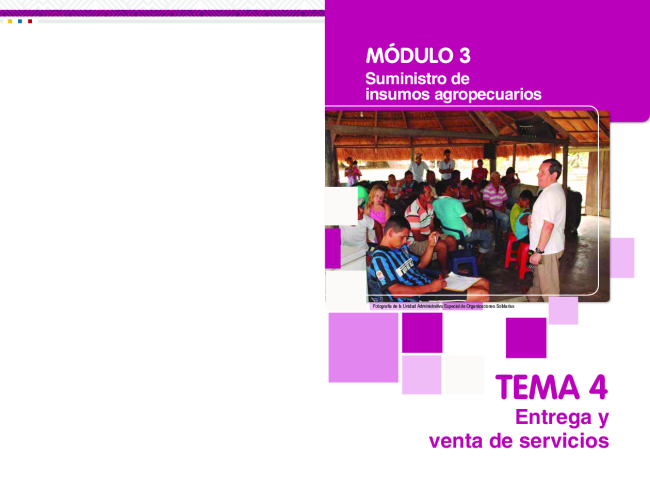 MÓDULO 3
Suministro de
insumos agropecuarios
Fotografía de la Unidad Administrativa Especial de Organizaciones Solidarias
TEMA 4
Entrega y
venta de servicios